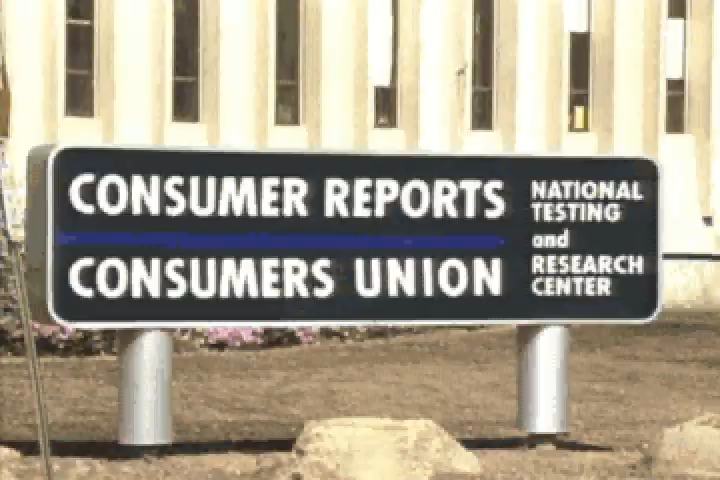 CONSUMER REPORTS
CONSUMERS UNION
NATIONAL
TESTING
and
RESEARCH
CENTER